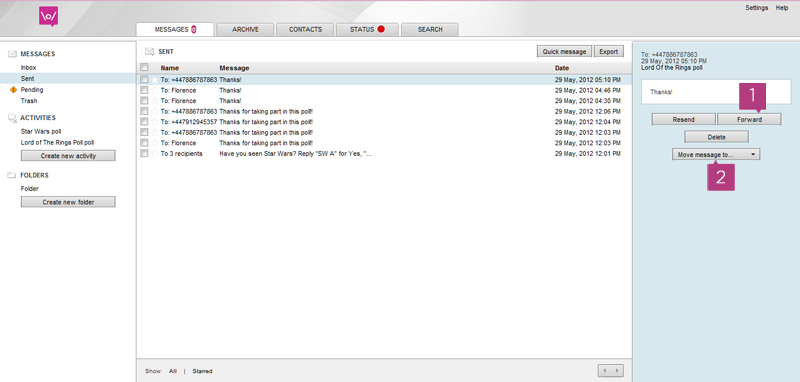 Settings Help
\o/
MESSAGES 0 ARCHIVE CONTACTS STATUS SEARCH
MESSAGES
Inbox
Sent
Pending
Trash
ACTIVITIES
Star Wars poll
Lord of The Rings Poll poll
Create new activity
FOLDERS
Folder
Create new folder
SENT Quick message Export
Name Message Date
To: +447886787863 Thanks! 29 May, 2012 05:10 PM
To: Florence Thanks! 29 May, 2012 04:46 PM
To: Florence Thanks! 29 May, 2012 04:30 PM
To: +447886787863 Thanks for taking part in this poll! 29 May, 2012 12:06 PM
To: +447912945357 Thanks for taking part in this poll! 29 May, 2012 12:04 PM
To: +447886787863 Thanks for taking part in this poll! 29 May, 2012 12:03 PM
To: Florence Thanks for taking part in this poll! 29 May, 2012 12:03 PM
To 3 recipients Have you seen Star Wars? Reply "SW A" for Yes, "... 29 May, 2012 12:01 PM
Show: All | Starred
To: +447886787863
29 May, 2012 05:10 PM
Lord Of the Rings poll
Thanks!
1
Resend Forward
Delete
Move message to...
2